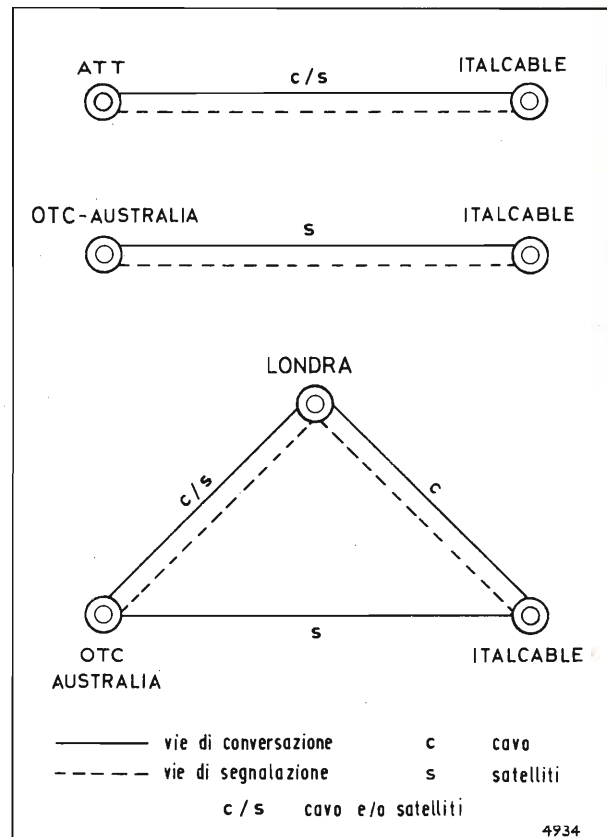 ATT ITALCABLE
c/s
OTC-AUSTRALIA ITALCABLE
s
LONDRA
c/s c
s
OTC ITALCABLE
AUSTRALIA
vie di conversazione c cavo
vie di segnalazione s satelliti
c/s cavo e/o satelliti
4934